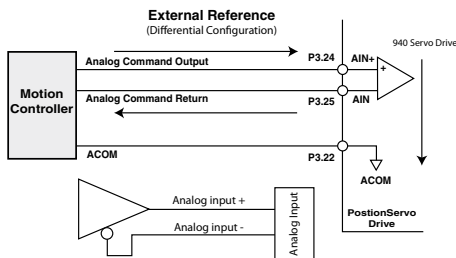 External Reference
(Differential Configuration)
940 Servo Drive
Analog Command Output
P3.24
AIN+
+
Motion
Controller
Analog Command Return
P3.25
AIN
ACOM
P3.22
ACOM
Analog input +
Analog input -
Analog Input
PostionServo
Drive